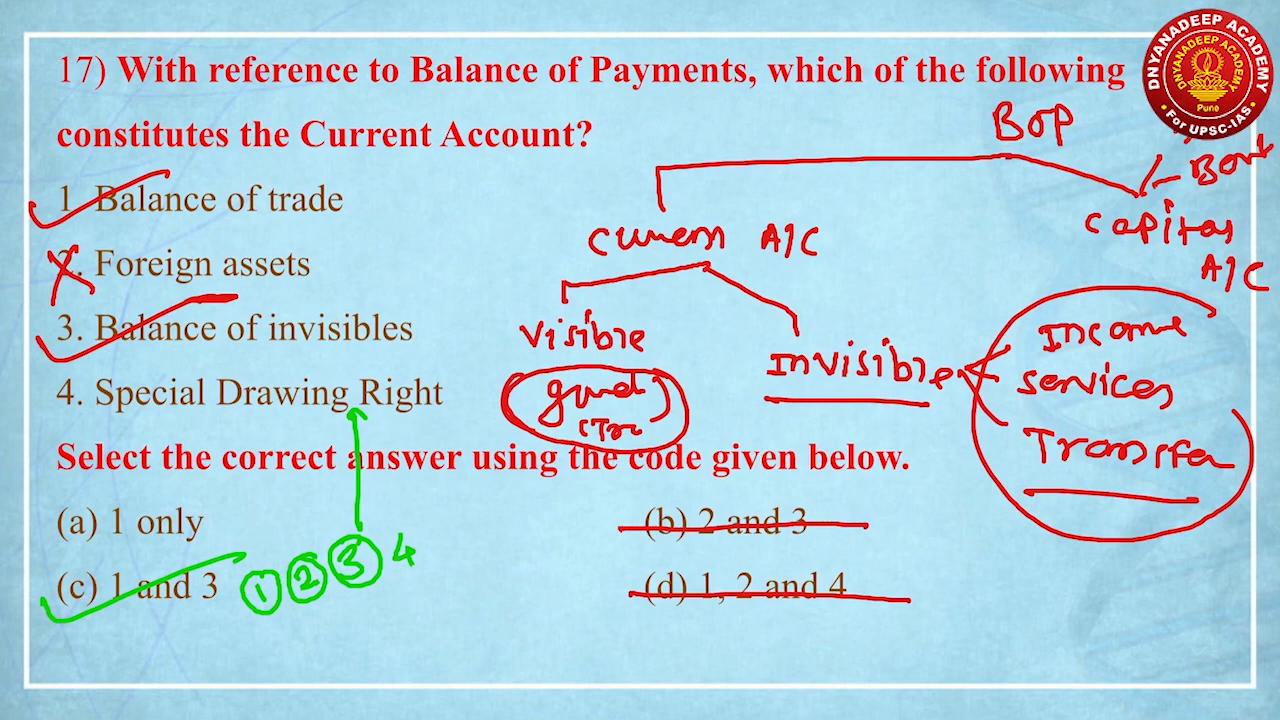 17) With reference to Balance of Payments, which of the following
constitutes the Current Account?
1. Balance of trade
2. Foreign assets
3. Balance of invisibles
4. Special Drawing Right
Select the correct answer using the code given below.
(a) 1 only
(b) 2 and 3
(c) 1 and 3
(d) 1, 2 and 4
1 2 3 4
BOP
Current A/C
Capital
A/C
Visible
Invisible
Income
Services
Transfer
DNYANADEEP ACADEMY
DNYANADEEP ACADEMY
Pune
For UPSC-IAS